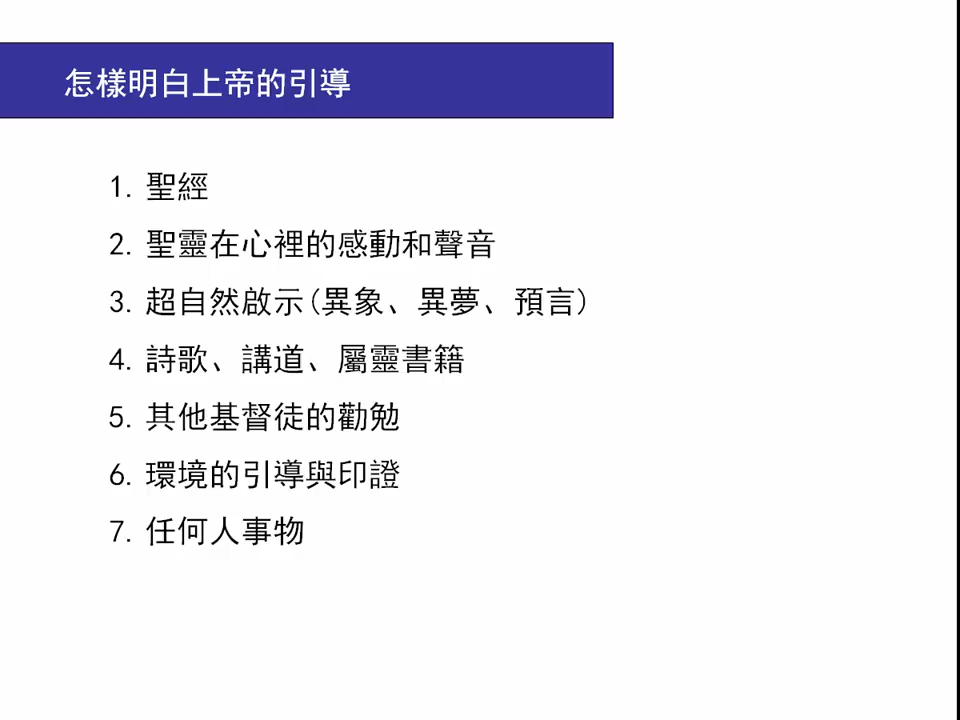 怎樣明白上帝的引導
1. 聖經
2. 聖靈在心裡的感動和聲音
3. 超自然啟示(異象、異夢、預言)
4. 詩歌、講道、屬靈書籍
5. 其他基督徒的勸勉
6. 環境的引導與印證
7. 任何人事物